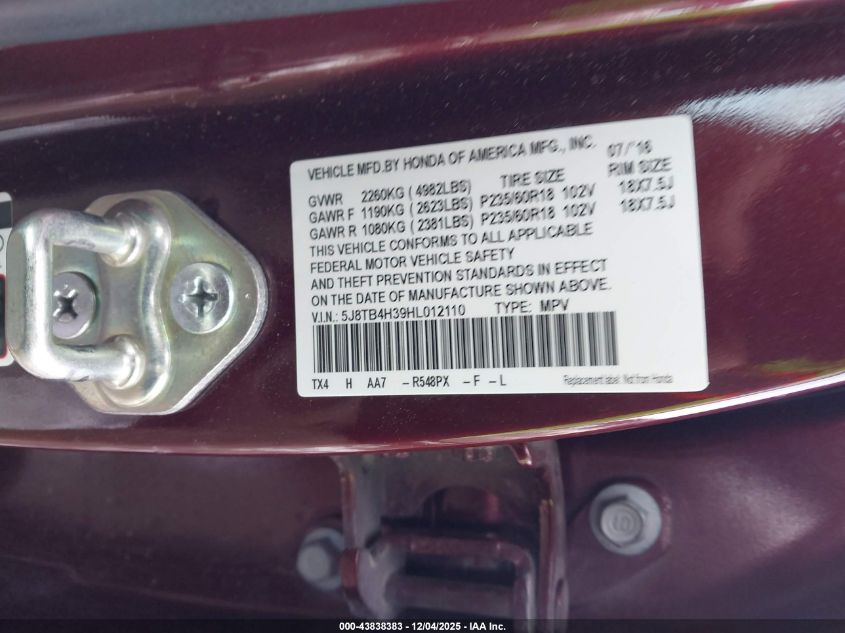 VEHICLE MFD.BY HONDA OF AMERICA MFG., INC. 07/'16
TIRE SIZE RIM SIZE
GVWR 2260KG ( 4982LBS)
GAWR F 1190KG ( 2623LBS) P235/60R18 102V 18X7.5J
GAWR R 1080KG ( 2381LBS) P235/60R18 102V 18X7.5J
THIS VEHICLE CONFORMS TO ALL APPLICABLE
FEDERAL MOTOR VEHICLE SAFETY
AND THEFT PREVENTION STANDARDS IN EFFECT
ON THE DATE OF MANUFACTURE SHOWN ABOVE.
V.I.N.: 5J8TB4H39HL012110 TYPE: MPV
TX4 H AA7 -R548PX -F -L
Replacement label. Not from Honda
000-43838383 - 12/04/2025 - IAA Inc.